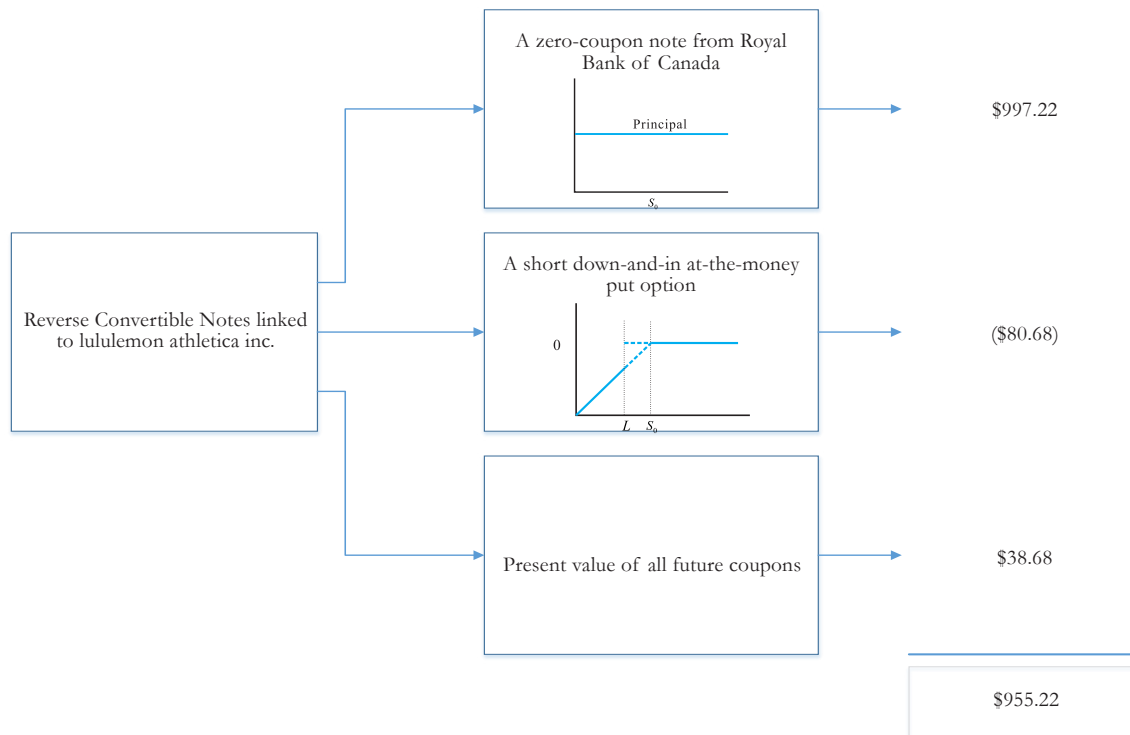 A zero-coupon note from Royal
Bank of Canada
Principal
S₀
$997.22
Reverse Convertible Notes linked
to lululemon athletica inc.
A short down-and-in at-the-money
put option
0
L S₀
($80.68)
Present value of all future coupons
$38.68
$955.22